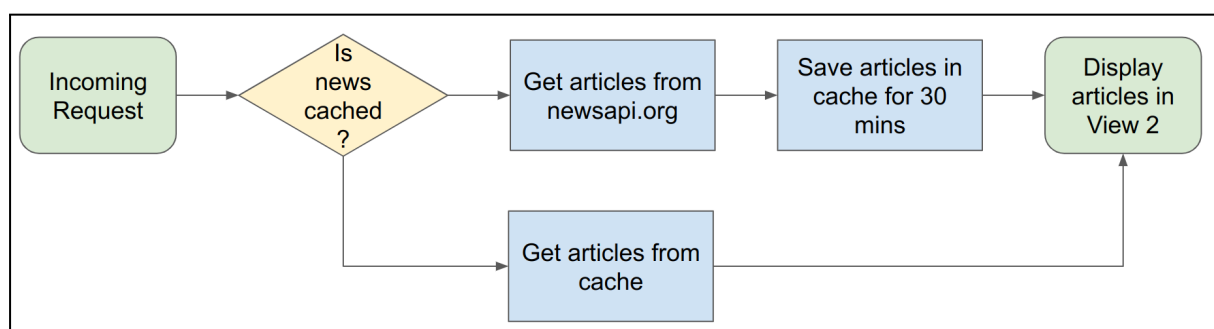 Incoming
Request
Is
news
cached
?
Get articles from
newsapi.org
Save articles in
cache for 30
mins
Display
articles in
View 2
Get articles from
cache